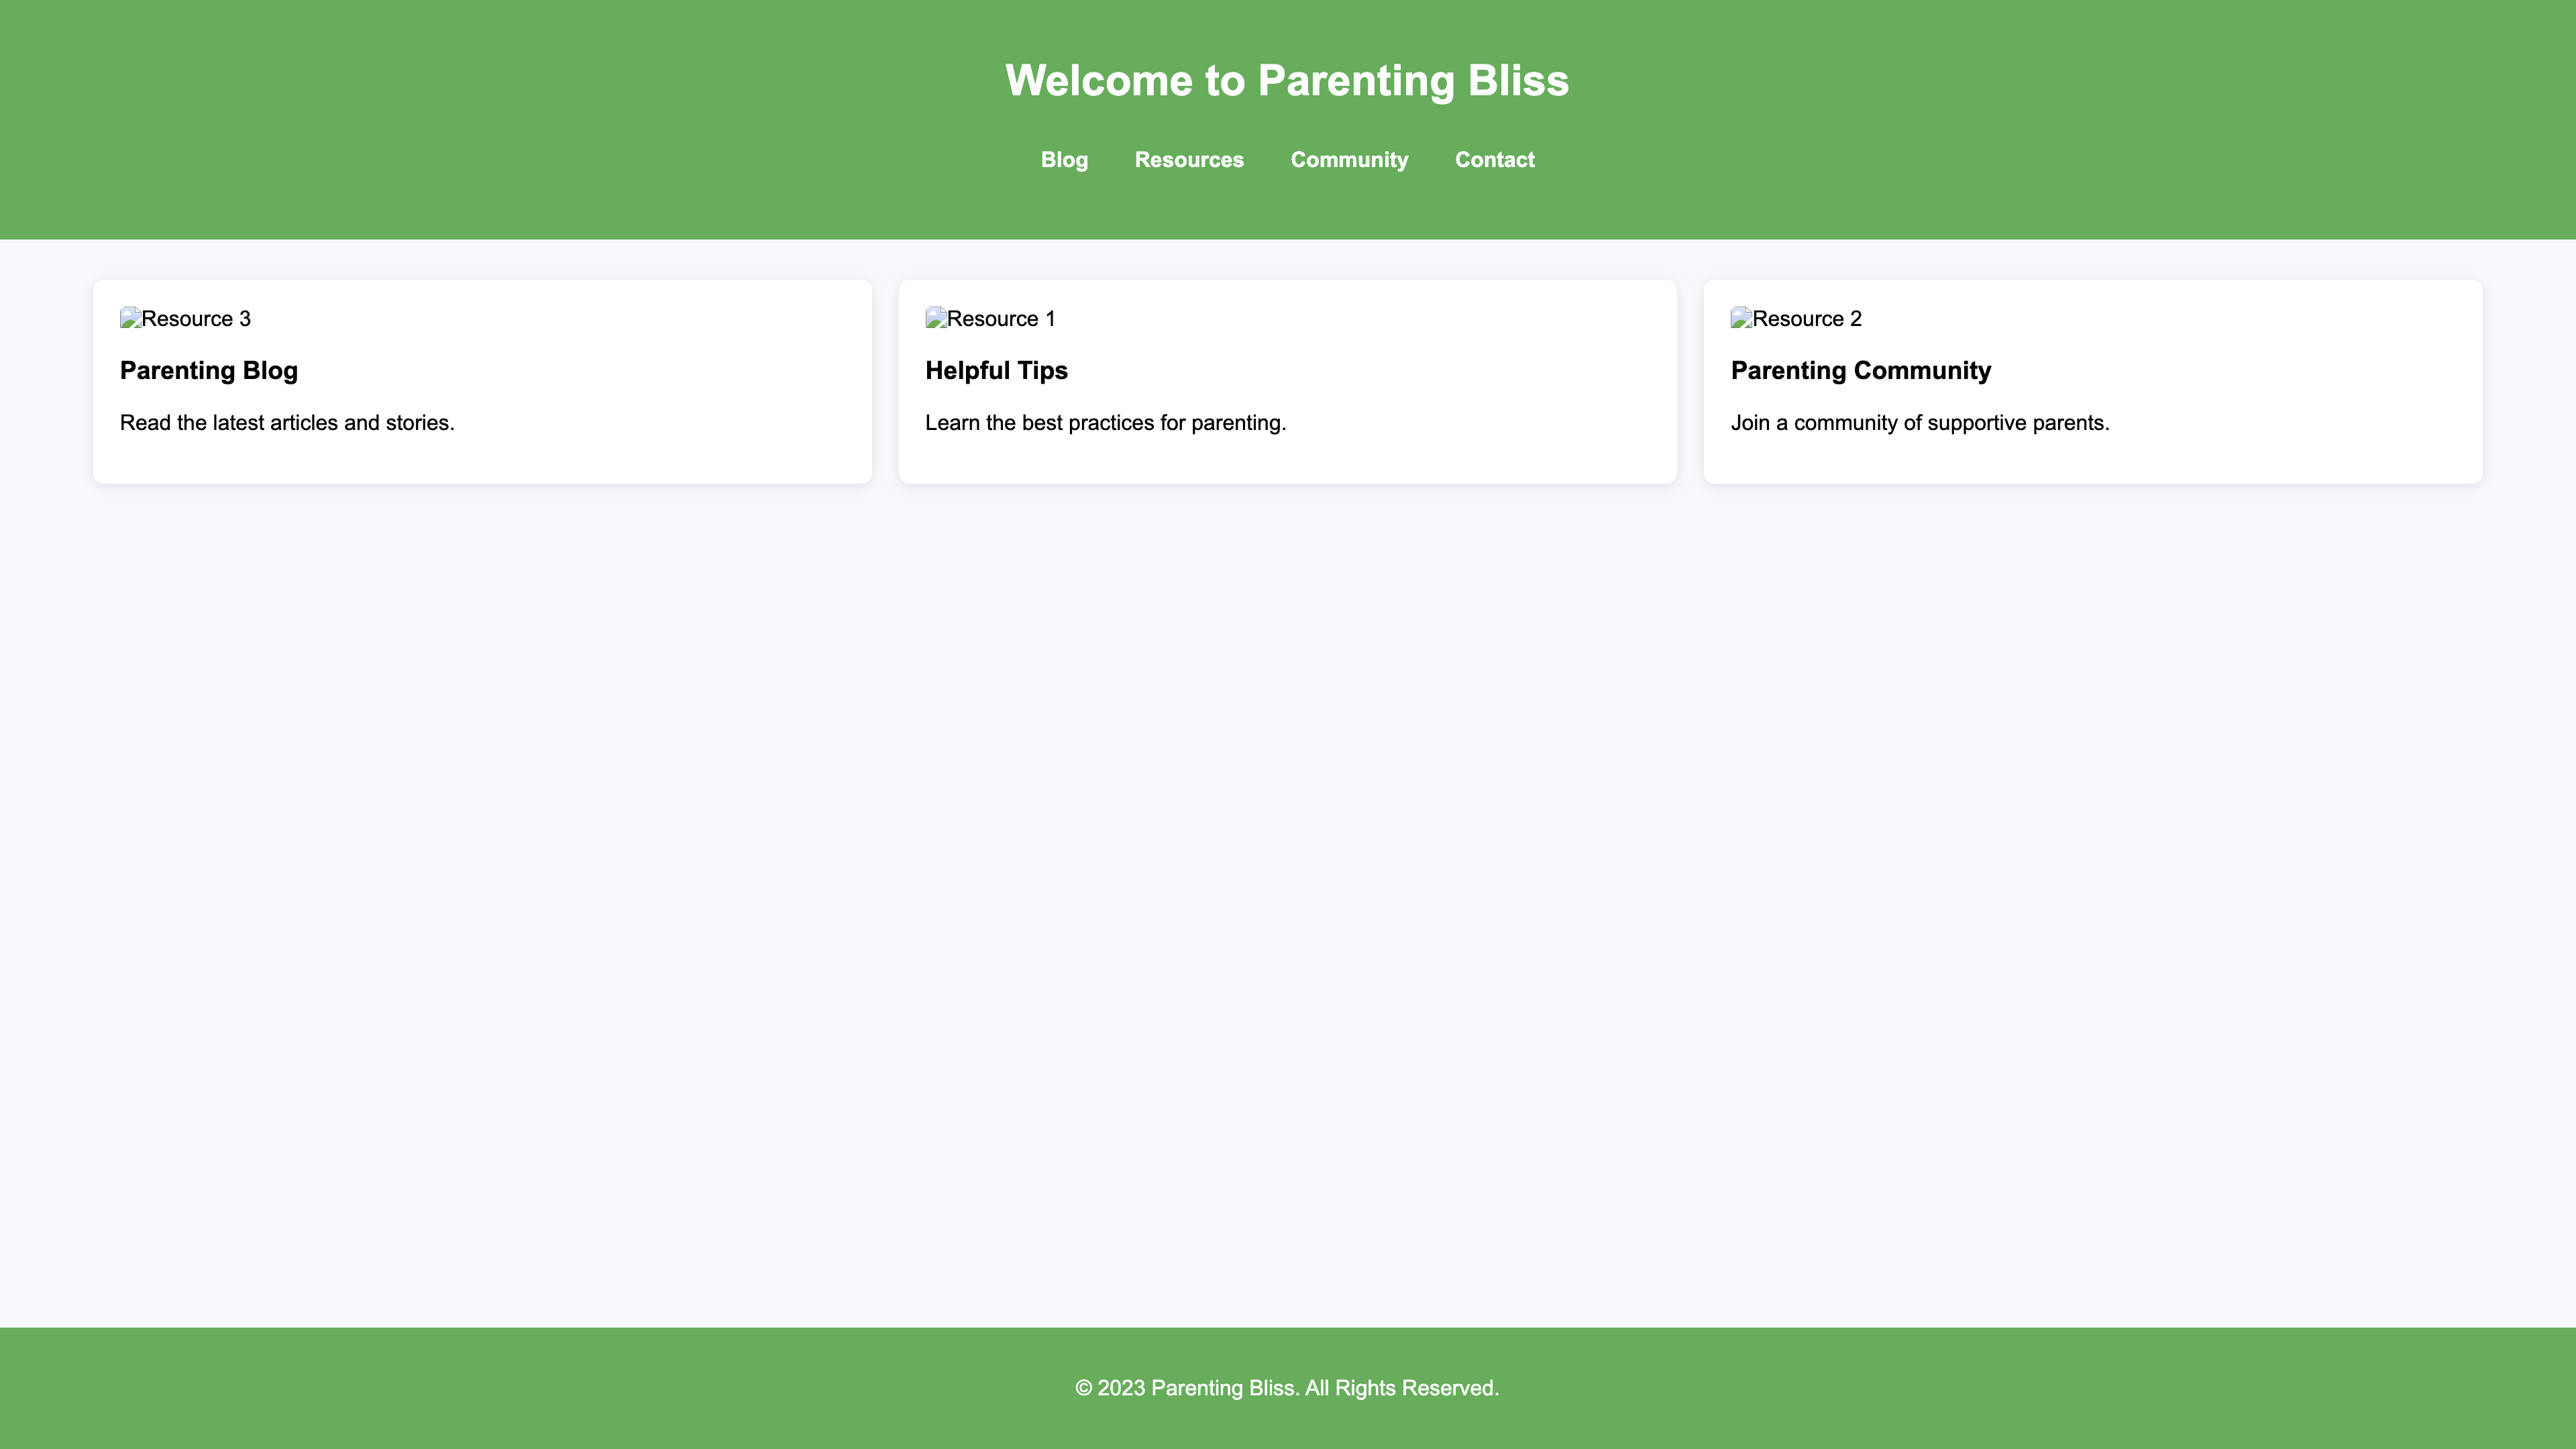 Welcome to Parenting Bliss
Blog Resources Community Contact
Resource 3
Parenting Blog
Read the latest articles and stories.
Resource 1
Helpful Tips
Learn the best practices for parenting.
Resource 2
Parenting Community
Join a community of supportive parents.
© 2023 Parenting Bliss. All Rights Reserved.